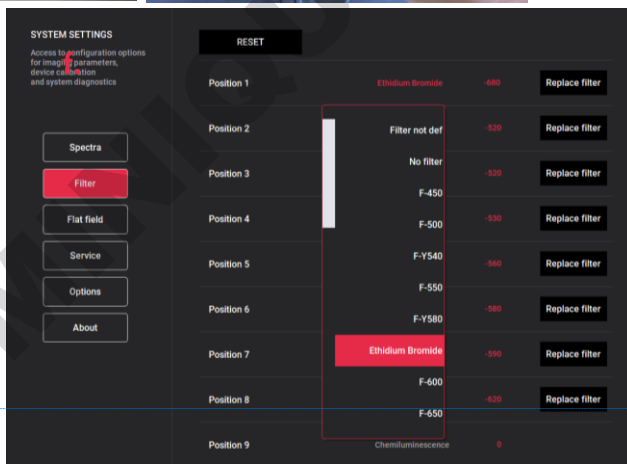 SYSTEM SETTINGS
Access to configuration options
for imaging parameters,
device calibration
and system diagnostics
f.
Spectra
Filter
Flat field
Service
Options
About
RESET
Position 1 Ethidium Bromide -680 Replace filter
Position 2 -520 Replace filter
Position 3 -520 Replace filter
Position 4 -530 Replace filter
Position 5 -560 Replace filter
Position 6 -580 Replace filter
Position 7 -590 Replace filter
Position 8 -620 Replace filter
Position 9 Chemiluminescence 0
Filter not def
No filter
F-450
F-500
F-Y540
F-550
F-Y580
Ethidium Bromide
F-600
F-650
MINIQU